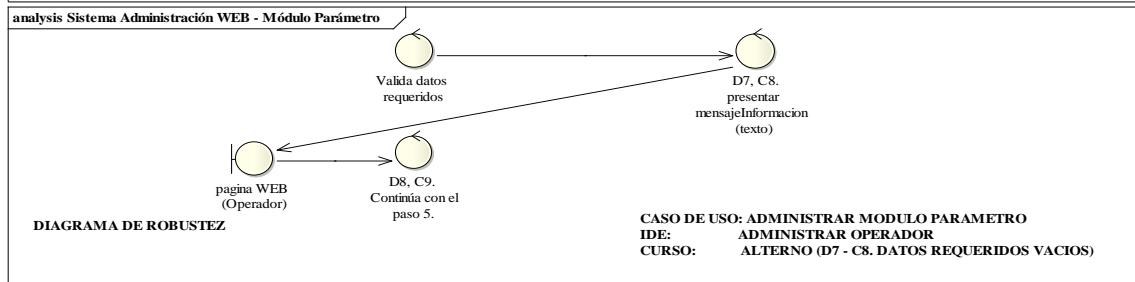 analysis Sistema Administración WEB - Módulo Parámetro
Valida datos
requeridos
D7, C8.
presentar
mensajeInformacion
(texto)
pagina WEB
(Operador)
D8, C9.
Continúa con el
paso 5.
DIAGRAMA DE ROBUSTEZ
CASO DE USO: ADMINISTRAR MODULO PARAMETRO
IDE: ADMINISTRAR OPERADOR
CURSO: ALTERNO (D7 - C8. DATOS REQUERIDOS VACIOS)